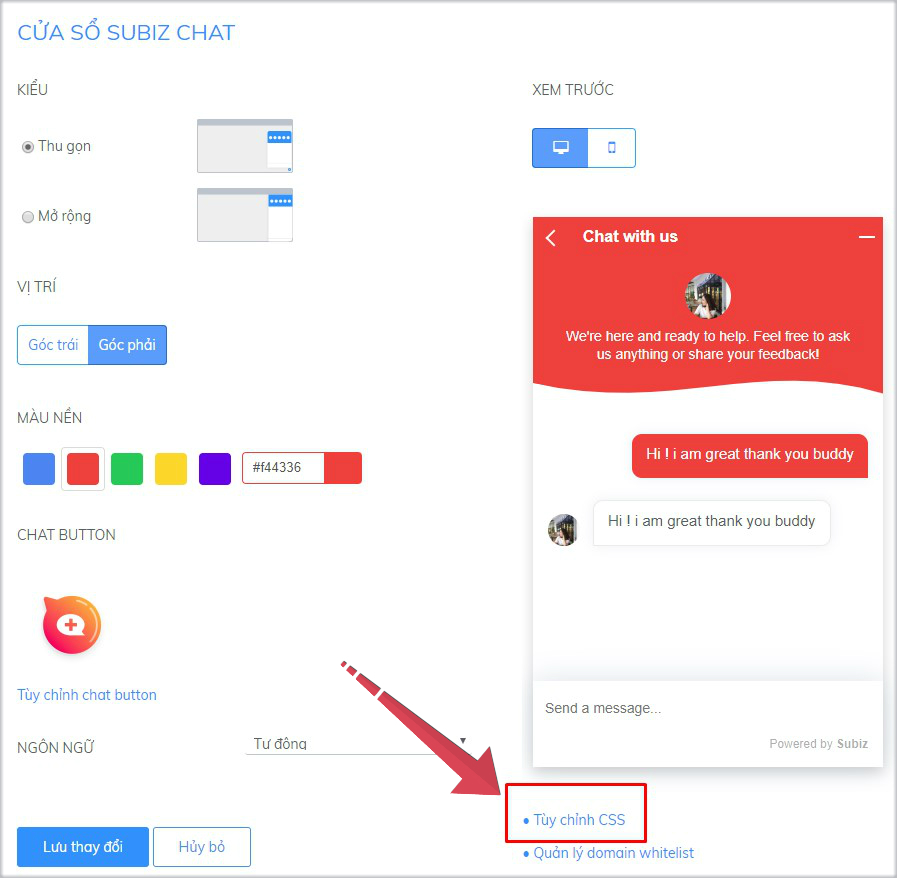 CỬA SỔ SUBIZ CHAT
KIỂU
Thu gọn
Mở rộng
VỊ TRÍ
Góc trái
Góc phải
MÀU NỀN
#f44336
CHAT BUTTON
Tùy chỉnh chat button
NGÔN NGỮ
Tự động
Lưu thay đổi
Hủy bỏ
XEM TRƯỚC
Chat with us
We're here and ready to help. Feel free to ask
us anything or share your feedback!
Hi ! i am great thank you buddy
Hi ! i am great thank you buddy
Send a message...
Powered by Subiz
• Tùy chỉnh CSS
• Quản lý domain whitelist